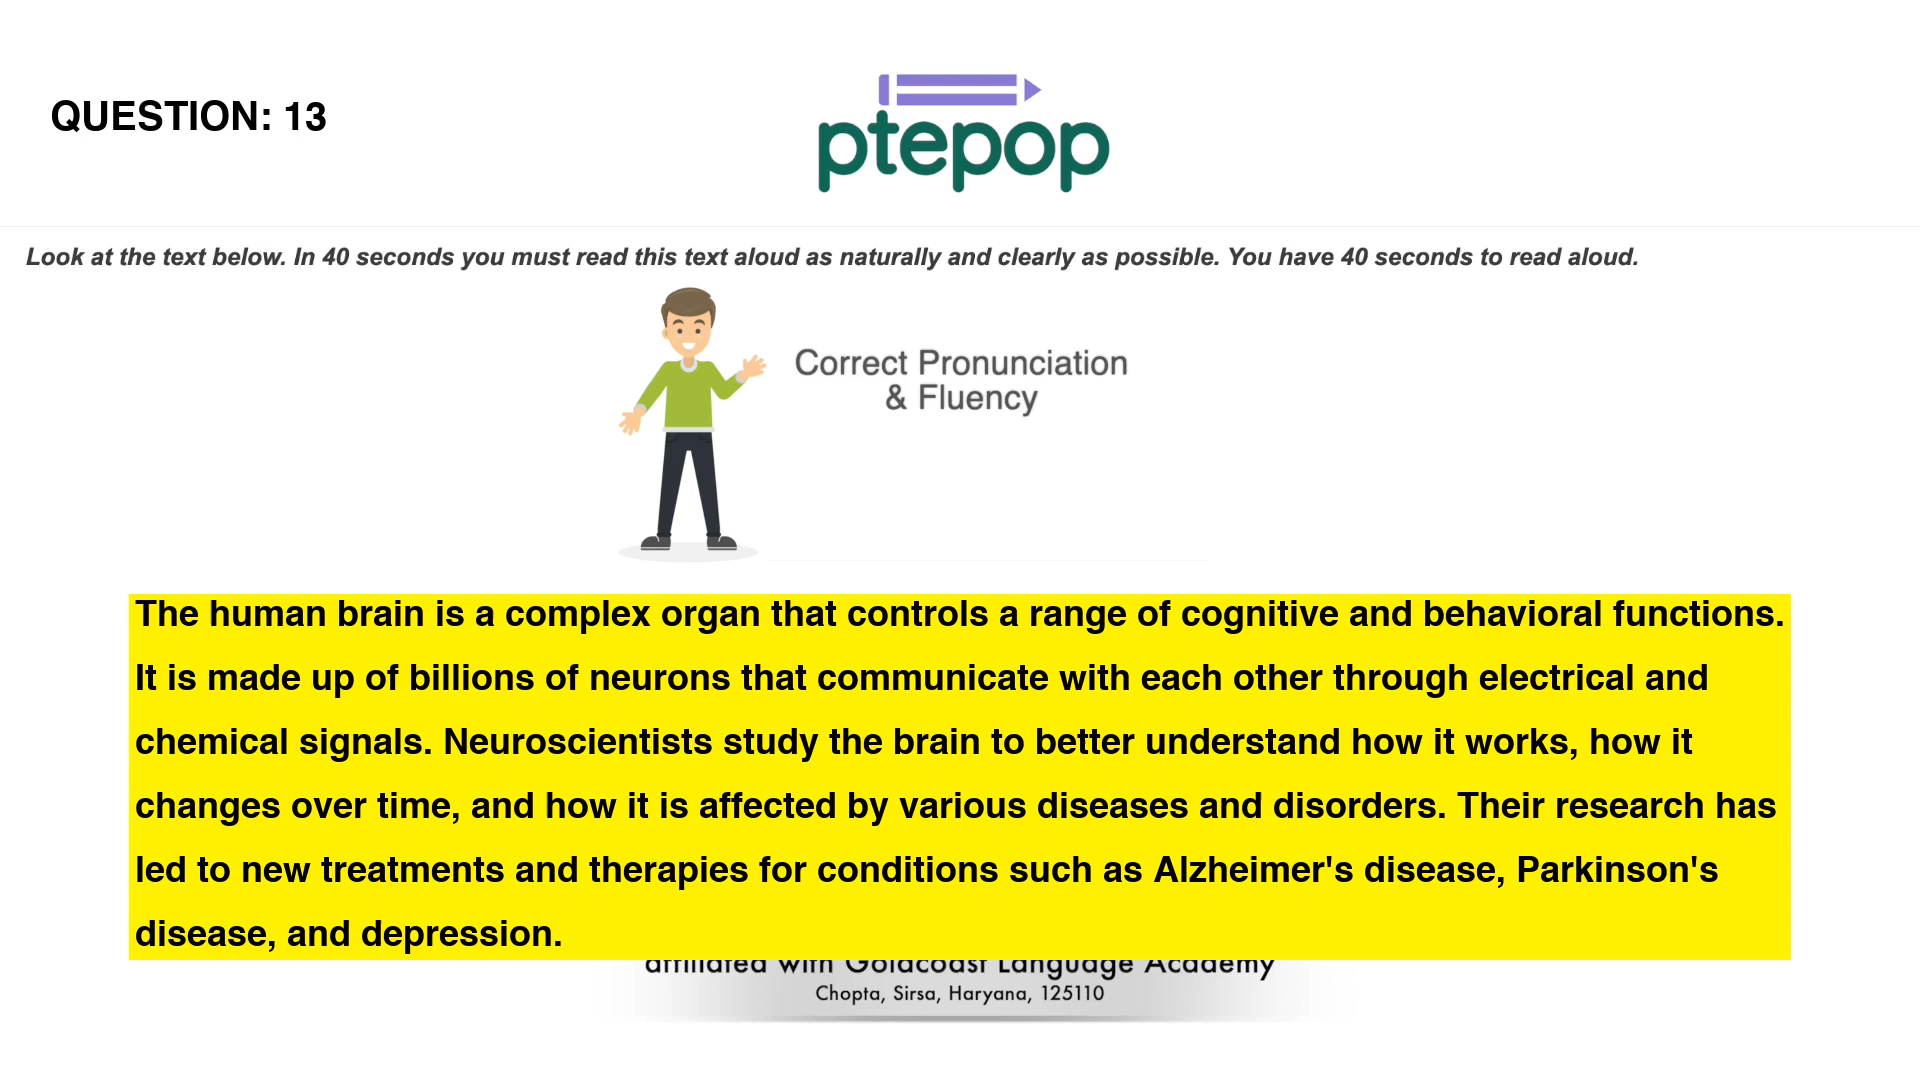 QUESTION: 13
ptepop
Look at the text below. In 40 seconds you must read this text aloud as naturally and clearly as possible. You have 40 seconds to read aloud.
Correct Pronunciation
& Fluency
The human brain is a complex organ that controls a range of cognitive and behavioral functions.
It is made up of billions of neurons that communicate with each other through electrical and
chemical signals. Neuroscientists study the brain to better understand how it works, how it
changes over time, and how it is affected by various diseases and disorders. Their research has
led to new treatments and therapies for conditions such as Alzheimer's disease, Parkinson's
disease, and depression.
affiliated with Goldcoast Language Academy
Chopta, Sirsa, Haryana, 125110